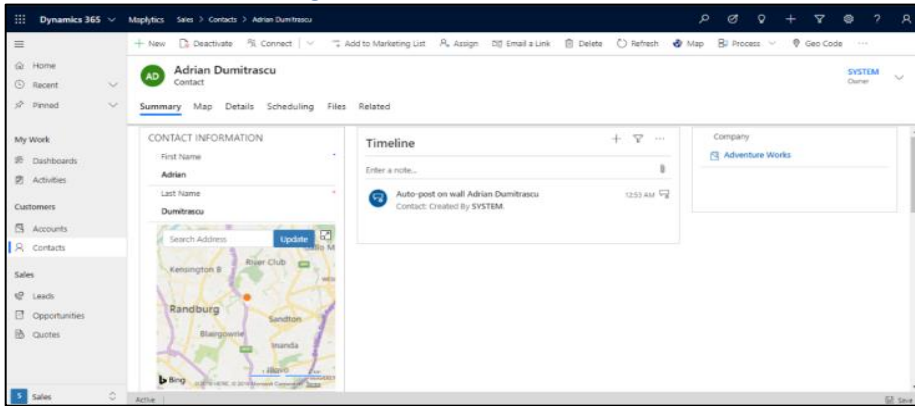 Dynamics 365 Maplytics Sales > Contacts > Adrian Dumitrascu
+ New Deactivate Connect Add to Marketing List Assign Email a Link Delete Refresh Map Process Geo Code ...
Home
Recent
Pinned
My Work
Dashboards
Activities
Customers
Accounts
Contacts
Sales
Leads
Opportunities
Quotes
S Sales
AD Adrian Dumitrascu
Contact
SYSTEM
Owner
Summary Map Details Scheduling Files Related
CONTACT INFORMATION
First Name
Adrian
Last Name
Dumitrascu
Search Address Update
Kensington B River Club
Randburg
Sandton
Blairgowrie
Inanda
Illovo
Bing
Timeline
Enter a note...
Auto-post on wall Adrian Dumitrascu 12:53 AM
Contact: Created By SYSTEM.
Company
Adventure Works
Active Save